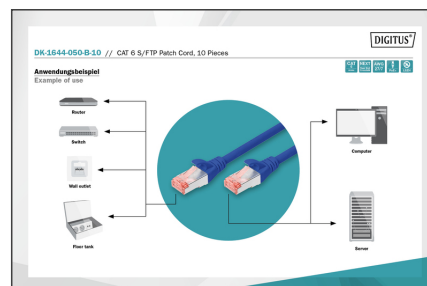 DIGITUS®
DK-1644-050-B-10 // CAT 6 S/FTP Patch Cord, 10 Pieces
Anwendungsbeispiel
Example of use
Router
Switch
Wall outlet
Floor tank
Computer
Server